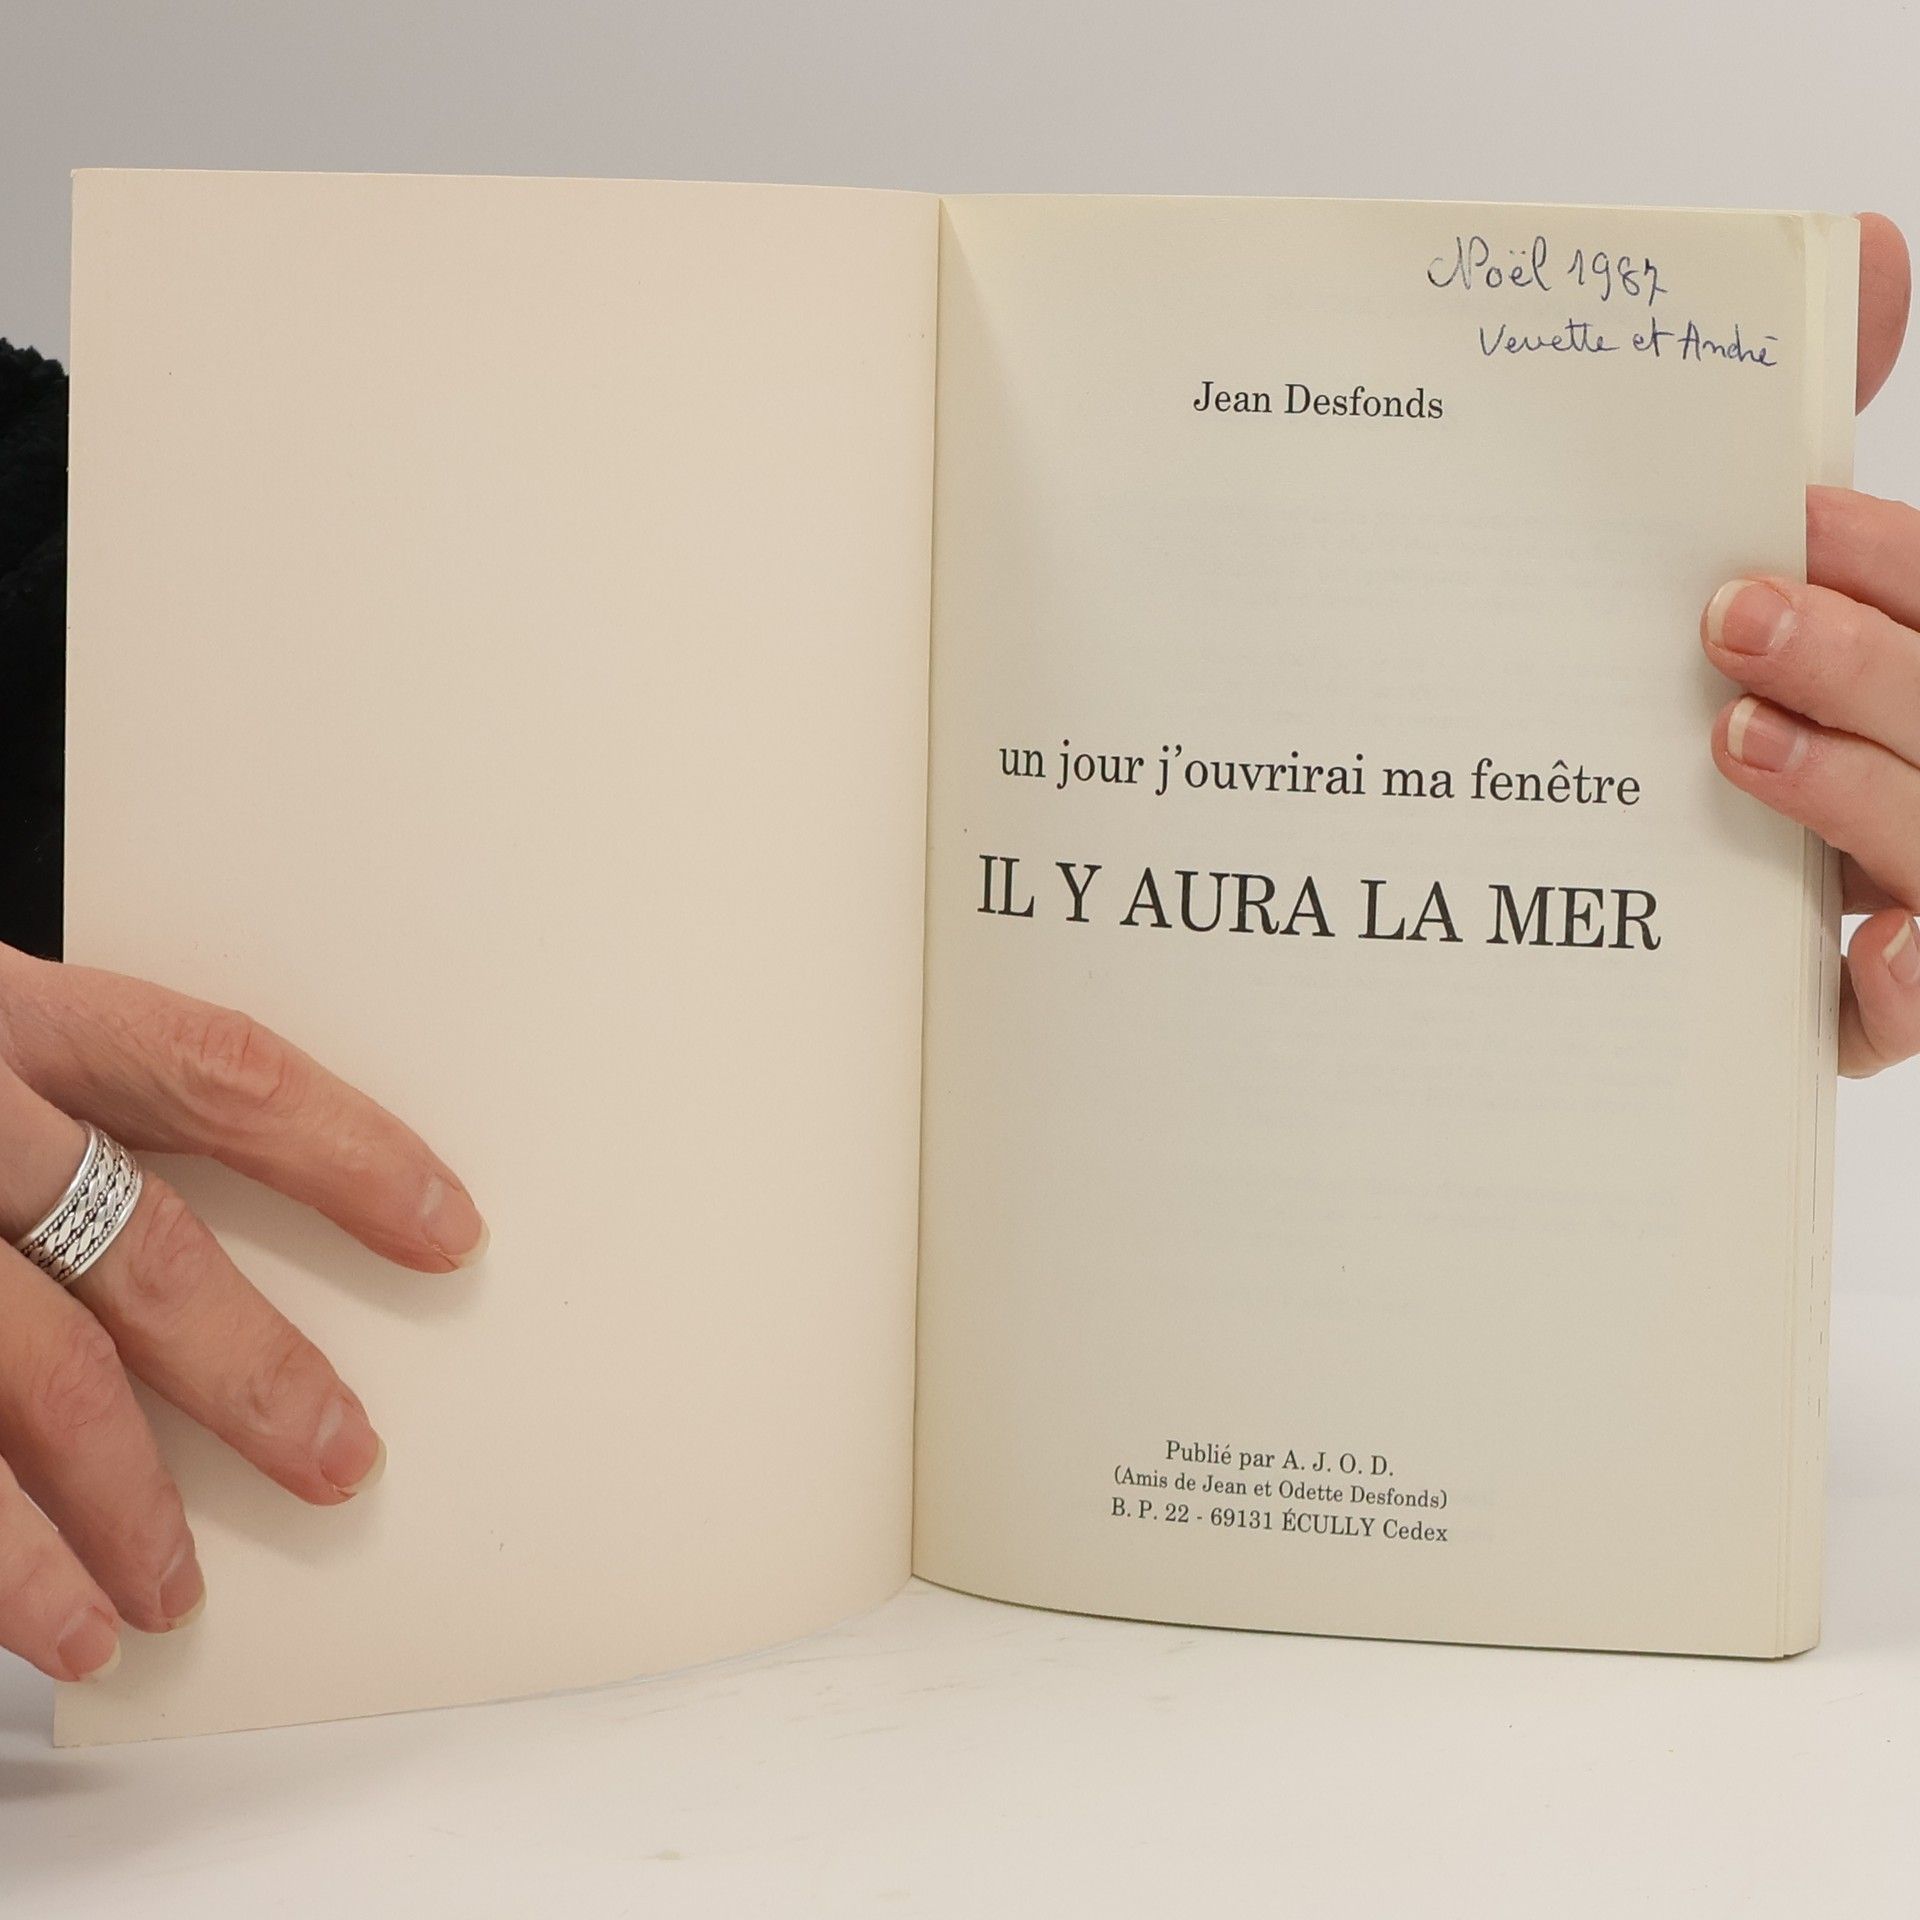 Noël 1987
Vevette et André
Jean Desfonds
un jour j'ouvrirai ma fenêtre
IL Y AURA LA MER
Publié par A. J. O. D.
(Amis de Jean et Odette Desfonds)
B. P. 22 - 69131 ÉCULLY Cedex